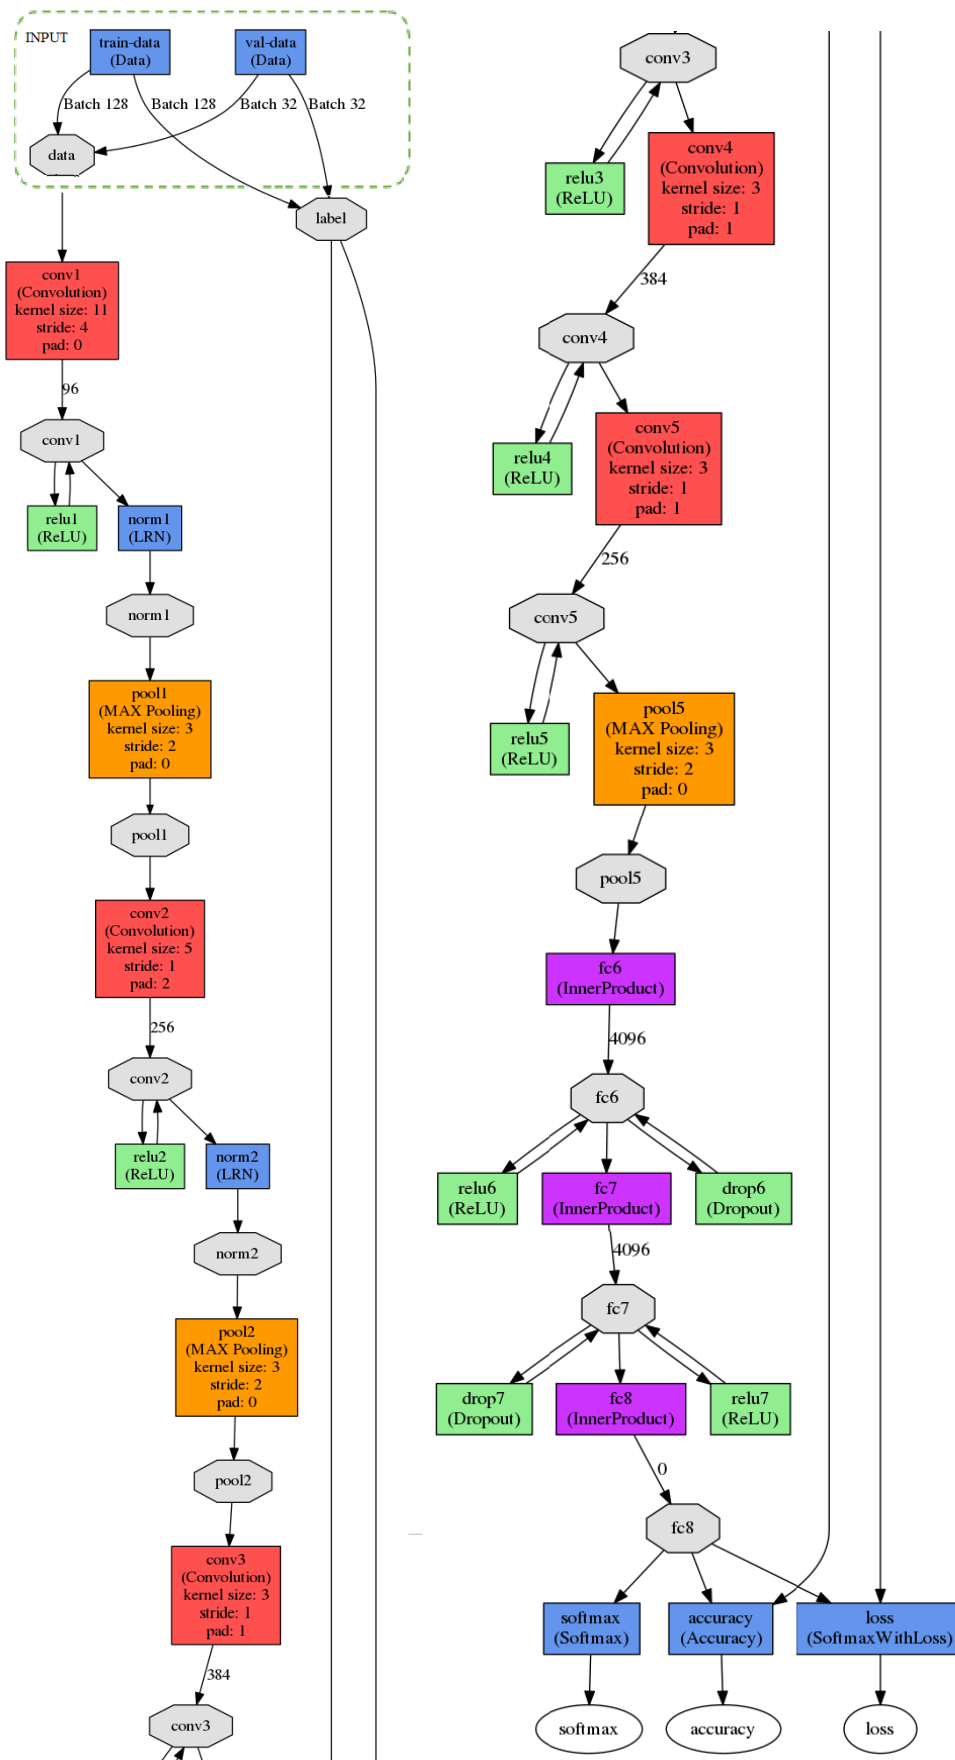 INPUT
train-data
(Data)
val-data
(Data)
Batch 128
Batch 128
Batch 32
Batch 32
data
label
conv1
(Convolution)
kernel size: 11
stride: 4
pad: 0
96
conv1
relu1
(ReLU)
norm1
(LRN)
norm1
pool1
(MAX Pooling)
kernel size: 3
stride: 2
pad: 0
pool1
conv2
(Convolution)
kernel size: 5
stride: 1
pad: 2
256
conv2
relu2
(ReLU)
norm2
(LRN)
norm2
pool2
(MAX Pooling)
kernel size: 3
stride: 2
pad: 0
pool2
conv3
(Convolution)
kernel size: 3
stride: 1
pad: 1
384
conv3
conv3
relu3
(ReLU)
conv4
(Convolution)
kernel size: 3
stride: 1
pad: 1
384
conv4
relu4
(ReLU)
conv5
(Convolution)
kernel size: 3
stride: 1
pad: 1
256
conv5
relu5
(ReLU)
pool5
(MAX Pooling)
kernel size: 3
stride: 2
pad: 0
pool5
fc6
(InnerProduct)
4096
fc6
relu6
(ReLU)
fc7
(InnerProduct)
drop6
(Dropout)
4096
fc7
drop7
(Dropout)
fc8
(InnerProduct)
relu7
(ReLU)
0
fc8
softmax
(Softmax)
accuracy
(Accuracy)
loss
(SoftmaxWithLoss)
softmax
accuracy
loss